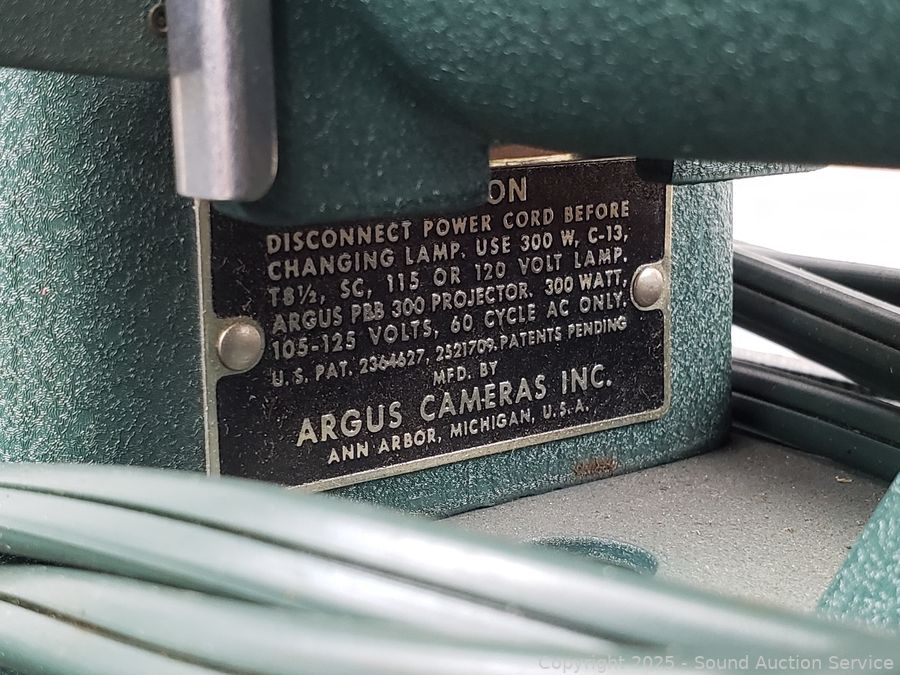 ON
DISCONNECT POWER CORD BEFORE
CHANGING LAMP. USE 300 W, C-13,
T8½, SC, 115 OR 120 VOLT LAMP.
ARGUS PBB 300 PROJECTOR. 300 WATT,
105-125 VOLTS, 60 CYCLE AC ONLY.
U.S. PAT. 2364627, 2521709. PATENTS PENDING
MFD. BY
ARGUS CAMERAS INC.
ANN ARBOR, MICHIGAN, U.S.A.
Copyright © 2025 - Sound Auction Service